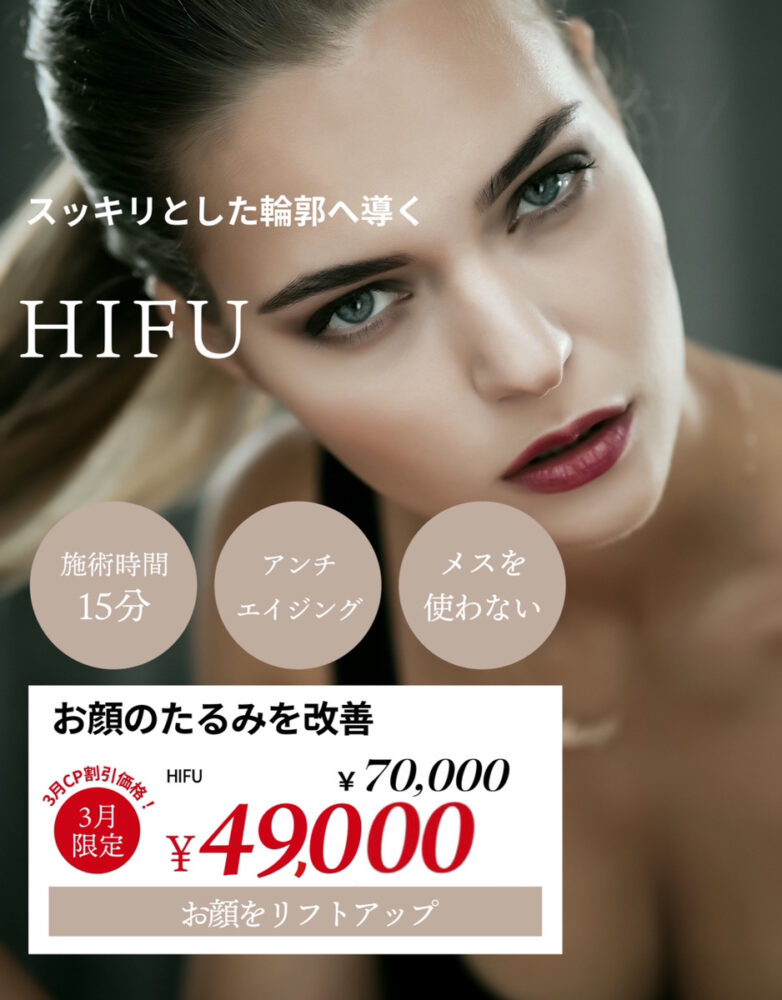 スッキリとした輪郭へ導く
HIFU
施術時間
15分
アンチ
エイジング
メスを
使わない
お顔のたるみを改善
3月CP割引価格！
3月
限定
HIFU
¥70,000
¥49,000
お顔をリフトアップ